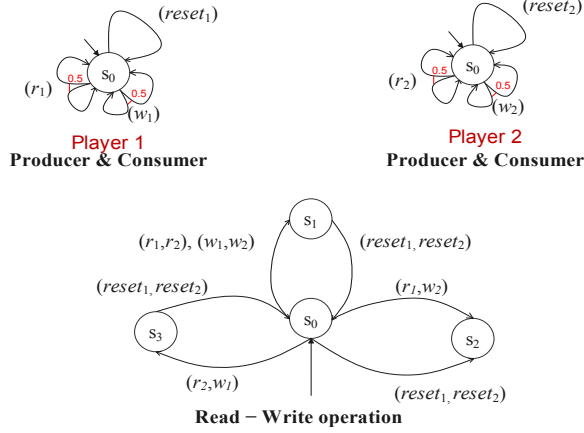 (reset₁)
0.5
s₀
0.5
(r₁)
(w₁)
Player 1
Producer & Consumer
(reset₂)
0.5
s₀
0.5
(r₂)
(w₂)
Player 2
Producer & Consumer
s₁
(r₁,r₂), (w₁,w₂)
(reset₁,reset₂)
(reset₁,reset₂)
(r₁,w₂)
s₃
s₀
s₂
(r₂,w₁)
(reset₁,reset₂)
Read – Write operation